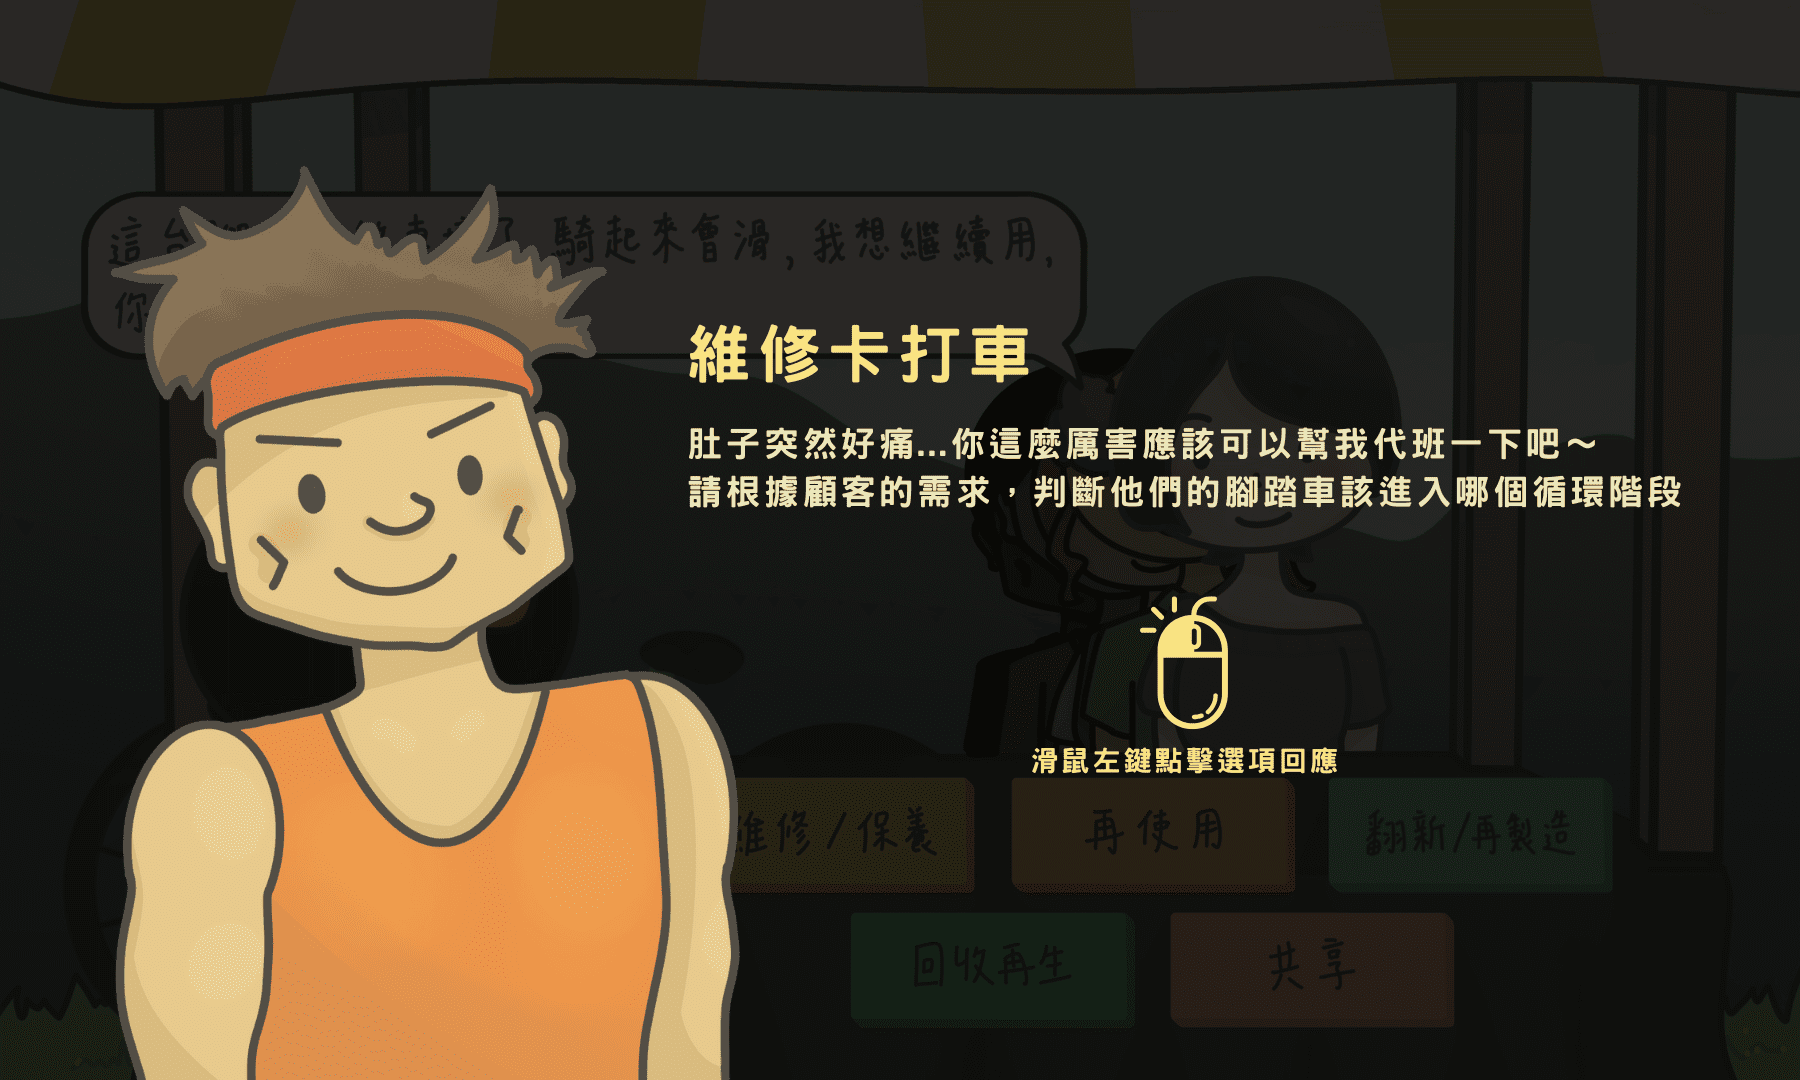 這台 騎起來會滑,我想繼續用,
你
維修卡打車
肚子突然好痛...你這麼厲害應該可以幫我代班一下吧～
請根據顧客的需求，判斷他們的腳踏車該進入哪個循環階段
滑鼠左鍵點擊選項回應
維修/保養
再使用
翻新/再製造
回收再生
共享